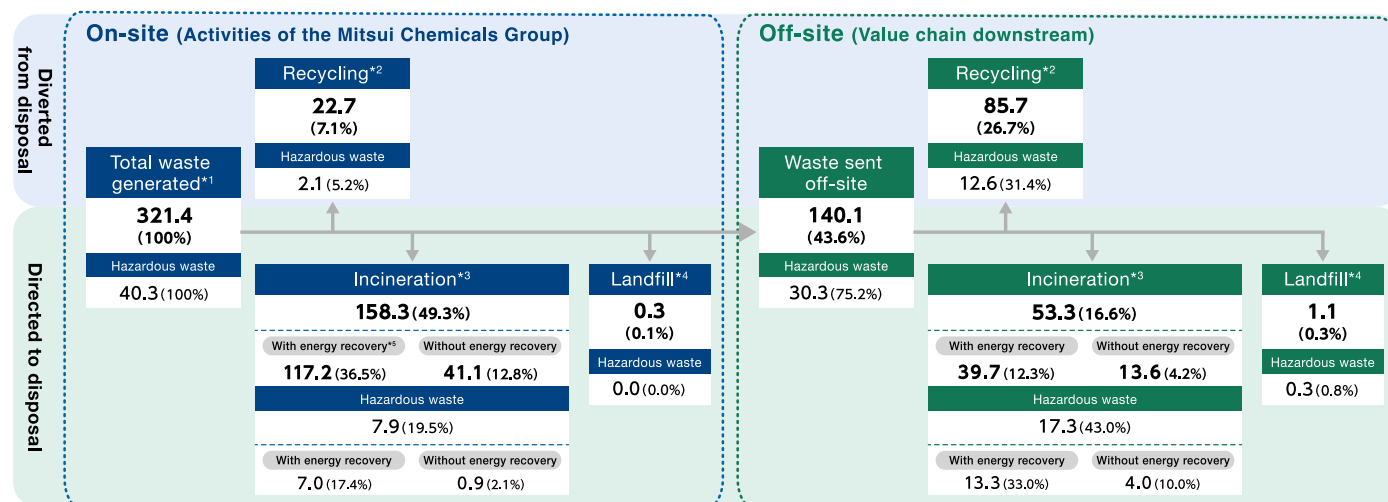 On-site (Activities of the Mitsui Chemicals Group)
Off-site (Value chain downstream)
Diverted
from disposal
Recycling*2
22.7
(7.1%)
Hazardous waste
2.1 (5.2%)
Recycling*2
85.7
(26.7%)
Hazardous waste
12.6 (31.4%)
Total waste
generated*1
321.4
(100%)
Hazardous waste
40.3 (100%)
Waste sent
off-site
140.1
(43.6%)
Hazardous waste
30.3 (75.2%)
Directed to disposal
Incineration*3
158.3 (49.3%)
With energy recovery*5
Without energy recovery
117.2 (36.5%)
41.1 (12.8%)
Hazardous waste
7.9 (19.5%)
With energy recovery
Without energy recovery
7.0 (17.4%)
0.9 (2.1%)
Landfill*4
0.3
(0.1%)
Hazardous waste
0.0 (0.0%)
Incineration*3
53.3 (16.6%)
With energy recovery
Without energy recovery
39.7 (12.3%)
13.6 (4.2%)
Hazardous waste
17.3 (43.0%)
With energy recovery
Without energy recovery
13.3 (33.0%)
4.0 (10.0%)
Landfill*4
1.1
(0.3%)
Hazardous waste
0.3 (0.8%)